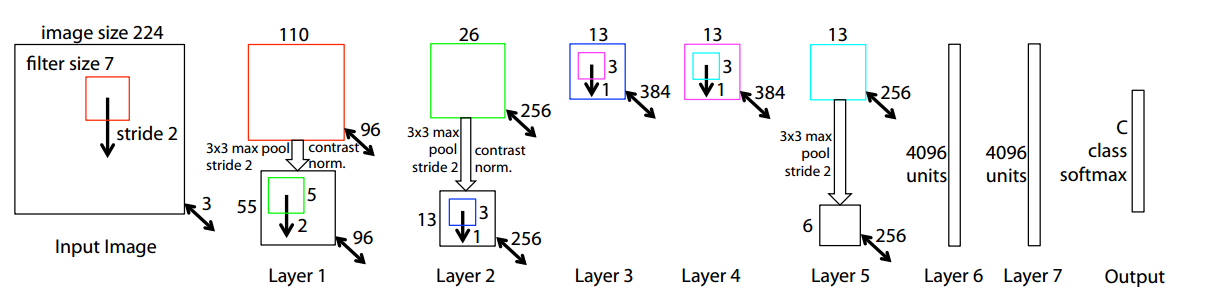 image size 224
filter size 7
stride 2
3
Input Image
110
96
3x3 max pool
stride 2
contrast
norm.
55
5
2
96
Layer 1
26
256
3x3 max
pool
stride 2
contrast
norm.
13
3
1
256
Layer 2
13
3
1
384
Layer 3
13
3
1
384
Layer 4
13
256
3x3 max
pool
stride 2
6
256
Layer 5
4096
units
Layer 6
4096
units
Layer 7
C
class
softmax
Output